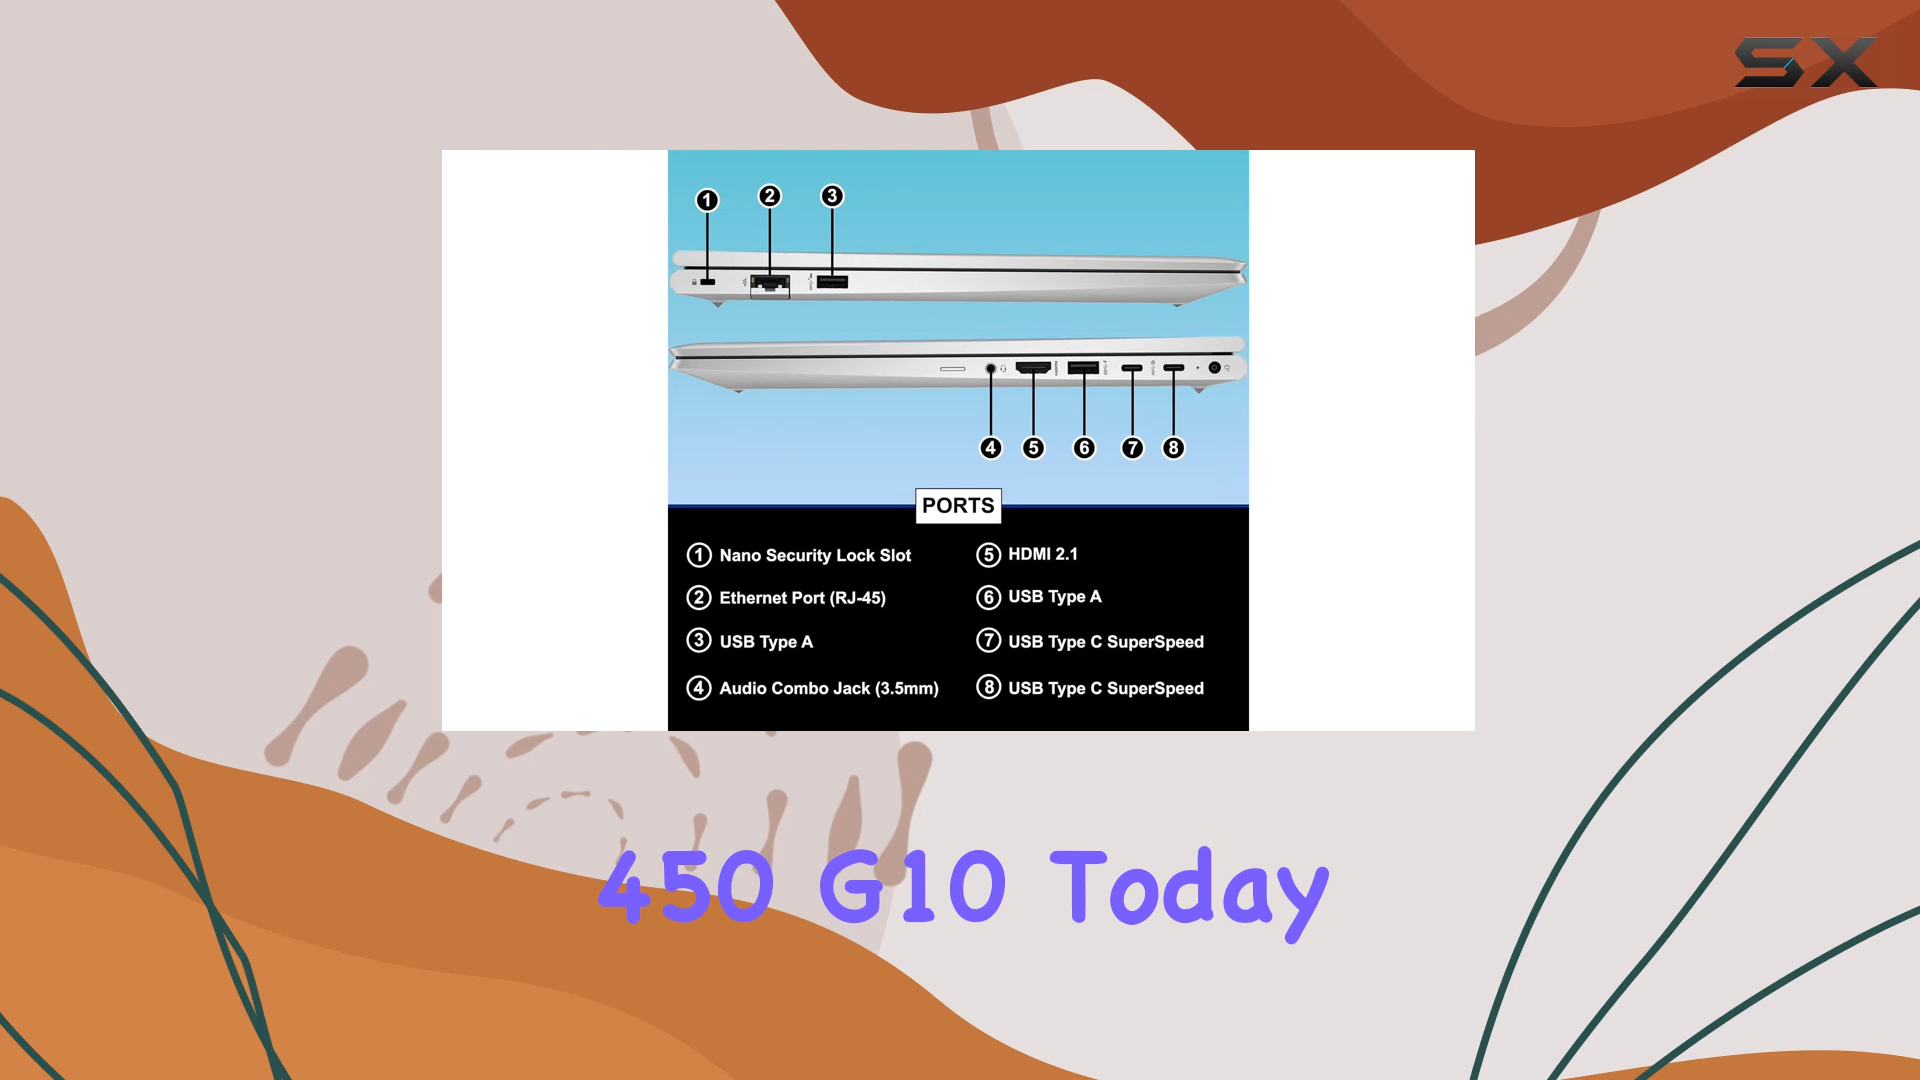 SX
1 2 3
4 5 6 7 8
PORTS
1 Nano Security Lock Slot
2 Ethernet Port (RJ-45)
3 USB Type A
4 Audio Combo Jack (3.5mm)
5 HDMI 2.1
6 USB Type A
7 USB Type C SuperSpeed
8 USB Type C SuperSpeed
450 G10 Today